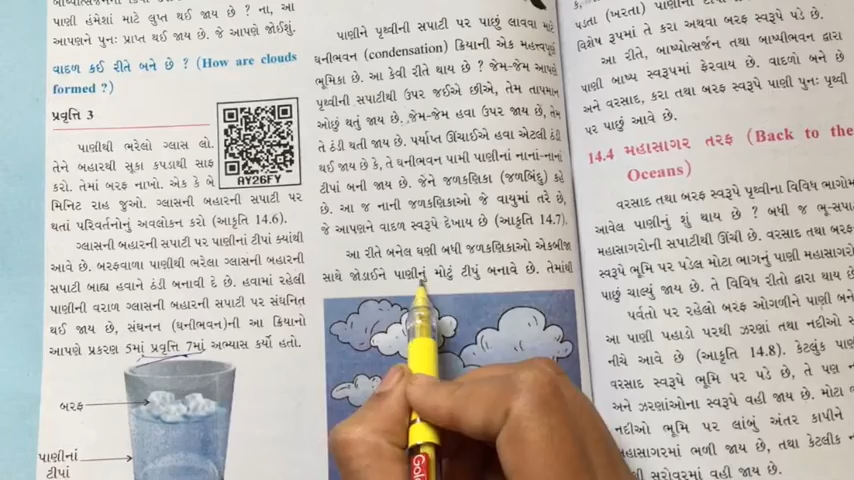 પાણી હંમેશાં માટે લુપ્ત થઈ જાય છે ? ના, આ
આપણને પુનઃ પ્રાપ્ત થઈ જાય છે. જે આપણે જોઈશું.
વાદળ કઈ રીતે બને છે ? (How are clouds
formed ?)
પ્રવૃત્તિ 3
પાણીથી ભરેલો ગ્લાસ લો.
તેને બહારથી સૂકા કપડાથી સાફ
કરો. તેમાં બરફ નાખો. એક કે બે
મિનિટ રાહ જુઓ. ગ્લાસની બહારની સપાટી પર
થતાં પરિવર્તનોનું અવલોકન કરો (આકૃતિ 14.6).
AY26FY
ગ્લાસની બહારની સપાટી પર પાણીનાં ટીપાં ક્યાંથી
આવે છે. બરફવાળા પાણીથી ભરેલા ગ્લાસની બહારની
સપાટી બાહ્ય હવાને ઠંડી બનાવી દે છે. હવામાં રહેલી
પાણીની વરાળ ગ્લાસની બહારની સપાટી પર સંઘનિત
થઈ જાય છે, સંઘનન (ઘનીભવન)ની આ ક્રિયાનો
આપણે પ્રકરણ 5માં પ્રવૃત્તિ 7માં અભ્યાસ કર્યો હતો.
બરફ
પાણીનાં
ટીપાં
પાણીને પૃથ્વીની સપાટી પર પાછું લાવવા માટે
ઘનીભવન (condensation) ક્રિયાની એક મહત્ત્વપૂર્ણ
ભૂમિકા છે. આ કેવી રીતે થાય છે ? જેમ-જેમ આપણે
પૃથ્વીની સપાટીથી ઉપર જઈએ છીએ, તેમ તાપમાન
ઓછું થતું જાય છે. જેમ-જેમ હવા ઉપર જાય છે, તેમ
તે ઠંડી થતી જાય છે. પર્યાપ્ત ઊંચાઈએ હવા એટલી ઠંડી
થઈ જાય છે કે, તે ઘનીભવન પામી પાણીનાં નાનાં-નાનાં
ટીપાં બની જાય છે. જેને જળકણિકા (જળબિંદુ) કહે
છે. આ જ નાની જળકણિકાઓ જે વાયુમાં તરે છે,
જે આપણને વાદળ સ્વરૂપે દેખાય છે (આકૃતિ 14.7).
આ રીતે બનેલ ઘણી બધી જળકણિકાઓ એકબીજા
સાથે જોડાઈને પાણીનું મોટું ટીપું બનાવે છે. તેમાંથી
Gol
પડતા (ખરતા) પાણીના
વિશેષ રૂપમાં તે કરા અથવા બરફ સ્વરૂપે પડે છે.
આ રીતે, બાષ્પોત્સર્જન તથા બાષ્પીભવન દ્વારા
પાણી બાષ્પ સ્વરૂપમાં ફેરવાય છે. વાદળો બને છે
અને વરસાદ, કરા તથા બરફ સ્વરૂપે પાણી પુનઃ પૃથ્વી
પર પાછું આવે છે.
14.4 મહાસાગર તરફ (Back to the
Oceans)
વરસાદ તથા બરફ સ્વરૂપે પૃથ્વીના વિવિધ ભાગોમાં
આવેલ પાણીનું શું થાય છે ? બધી જ ભૂ-સપા
મહાસાગરોની સપાટીથી ઊંચી છે. વરસાદ તથા બરફ
સ્વરૂપે ભૂમિ પર પડેલ મોટા ભાગનું પાણી મહાસાગરો
પાછું ચાલ્યું જાય છે. તે વિવિધ રીતો દ્વારા થાય છે
પર્વતો પર રહેલો બરફ ઓગળીને પાણી બને
આ પાણી પહાડો પરથી ઝરણાં તથા નદીઓ સ્
નીચે આવે છે (આકૃતિ 14.8). કેટલુંક પાણ
વરસાદ સ્વરૂપે ભૂમિ પર પડે છે, તે પણ ન
અને ઝરણાંઓના સ્વરૂપે વહી જાય છે. મોટ
નદીઓ ભૂમિ પર લાંબું અંતર કાપીને
મહાસાગરમાં ભળી જાય છે, તથા કેટલીક ન
સરોવરમાં વહી જાય છે.